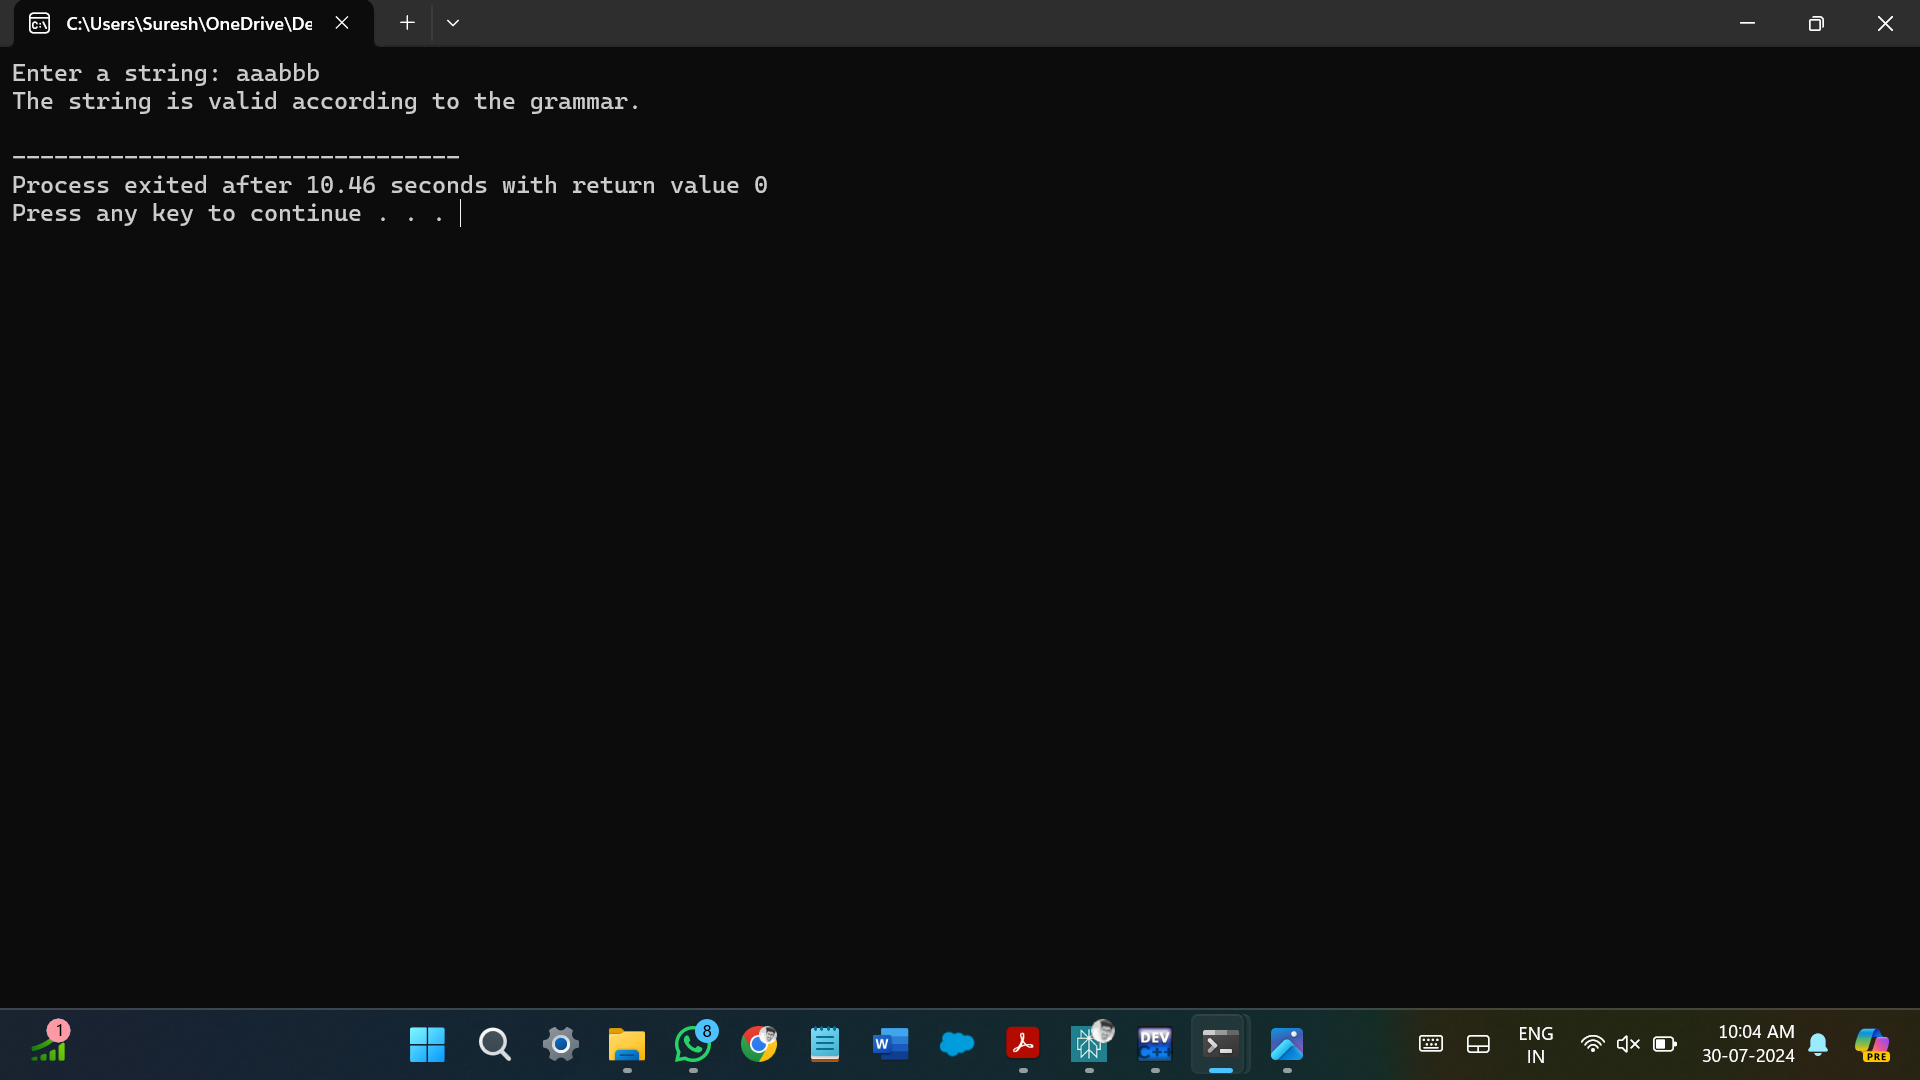 C:\Users\Suresh\OneDrive\De
Enter a string: aaabbb
The string is valid according to the grammar.
--------------------------------
Process exited after 10.46 seconds with return value 0
Press any key to continue . . .
1
8
W
DEV
C++
ENG
IN
10:04 AM
30-07-2024
PRE